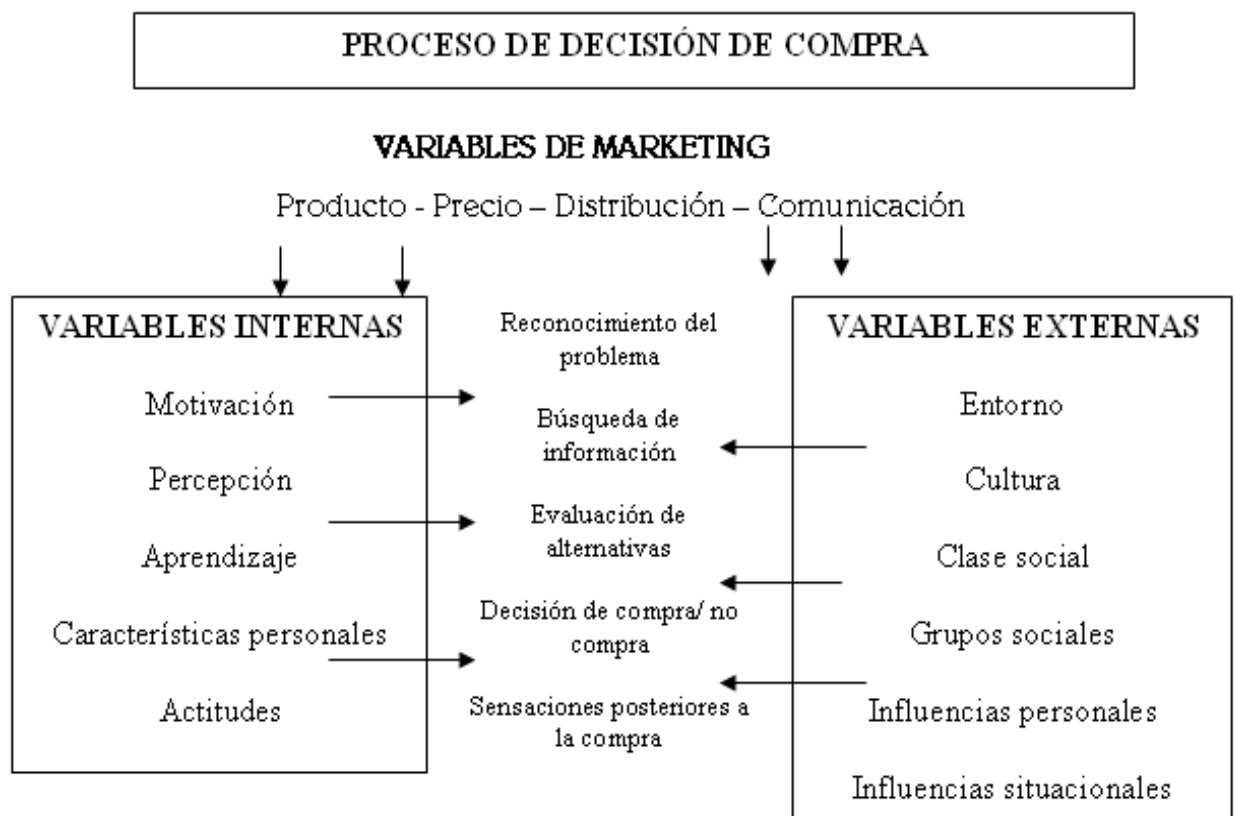 PROCESO DE DECISIÓN DE COMPRA
VARIABLES DE MARKETING
Producto - Precio – Distribución – Comunicación
VARIABLES INTERNAS
Motivación
Percepción
Aprendizaje
Características personales
Actitudes
Reconocimiento del
problema
Búsqueda de
información
Evaluación de
alternativas
Decisión de compra/ no
compra
Sensaciones posteriores a
la compra
VARIABLES EXTERNAS
Entorno
Cultura
Clase social
Grupos sociales
Influencias personales
Influencias situacionales